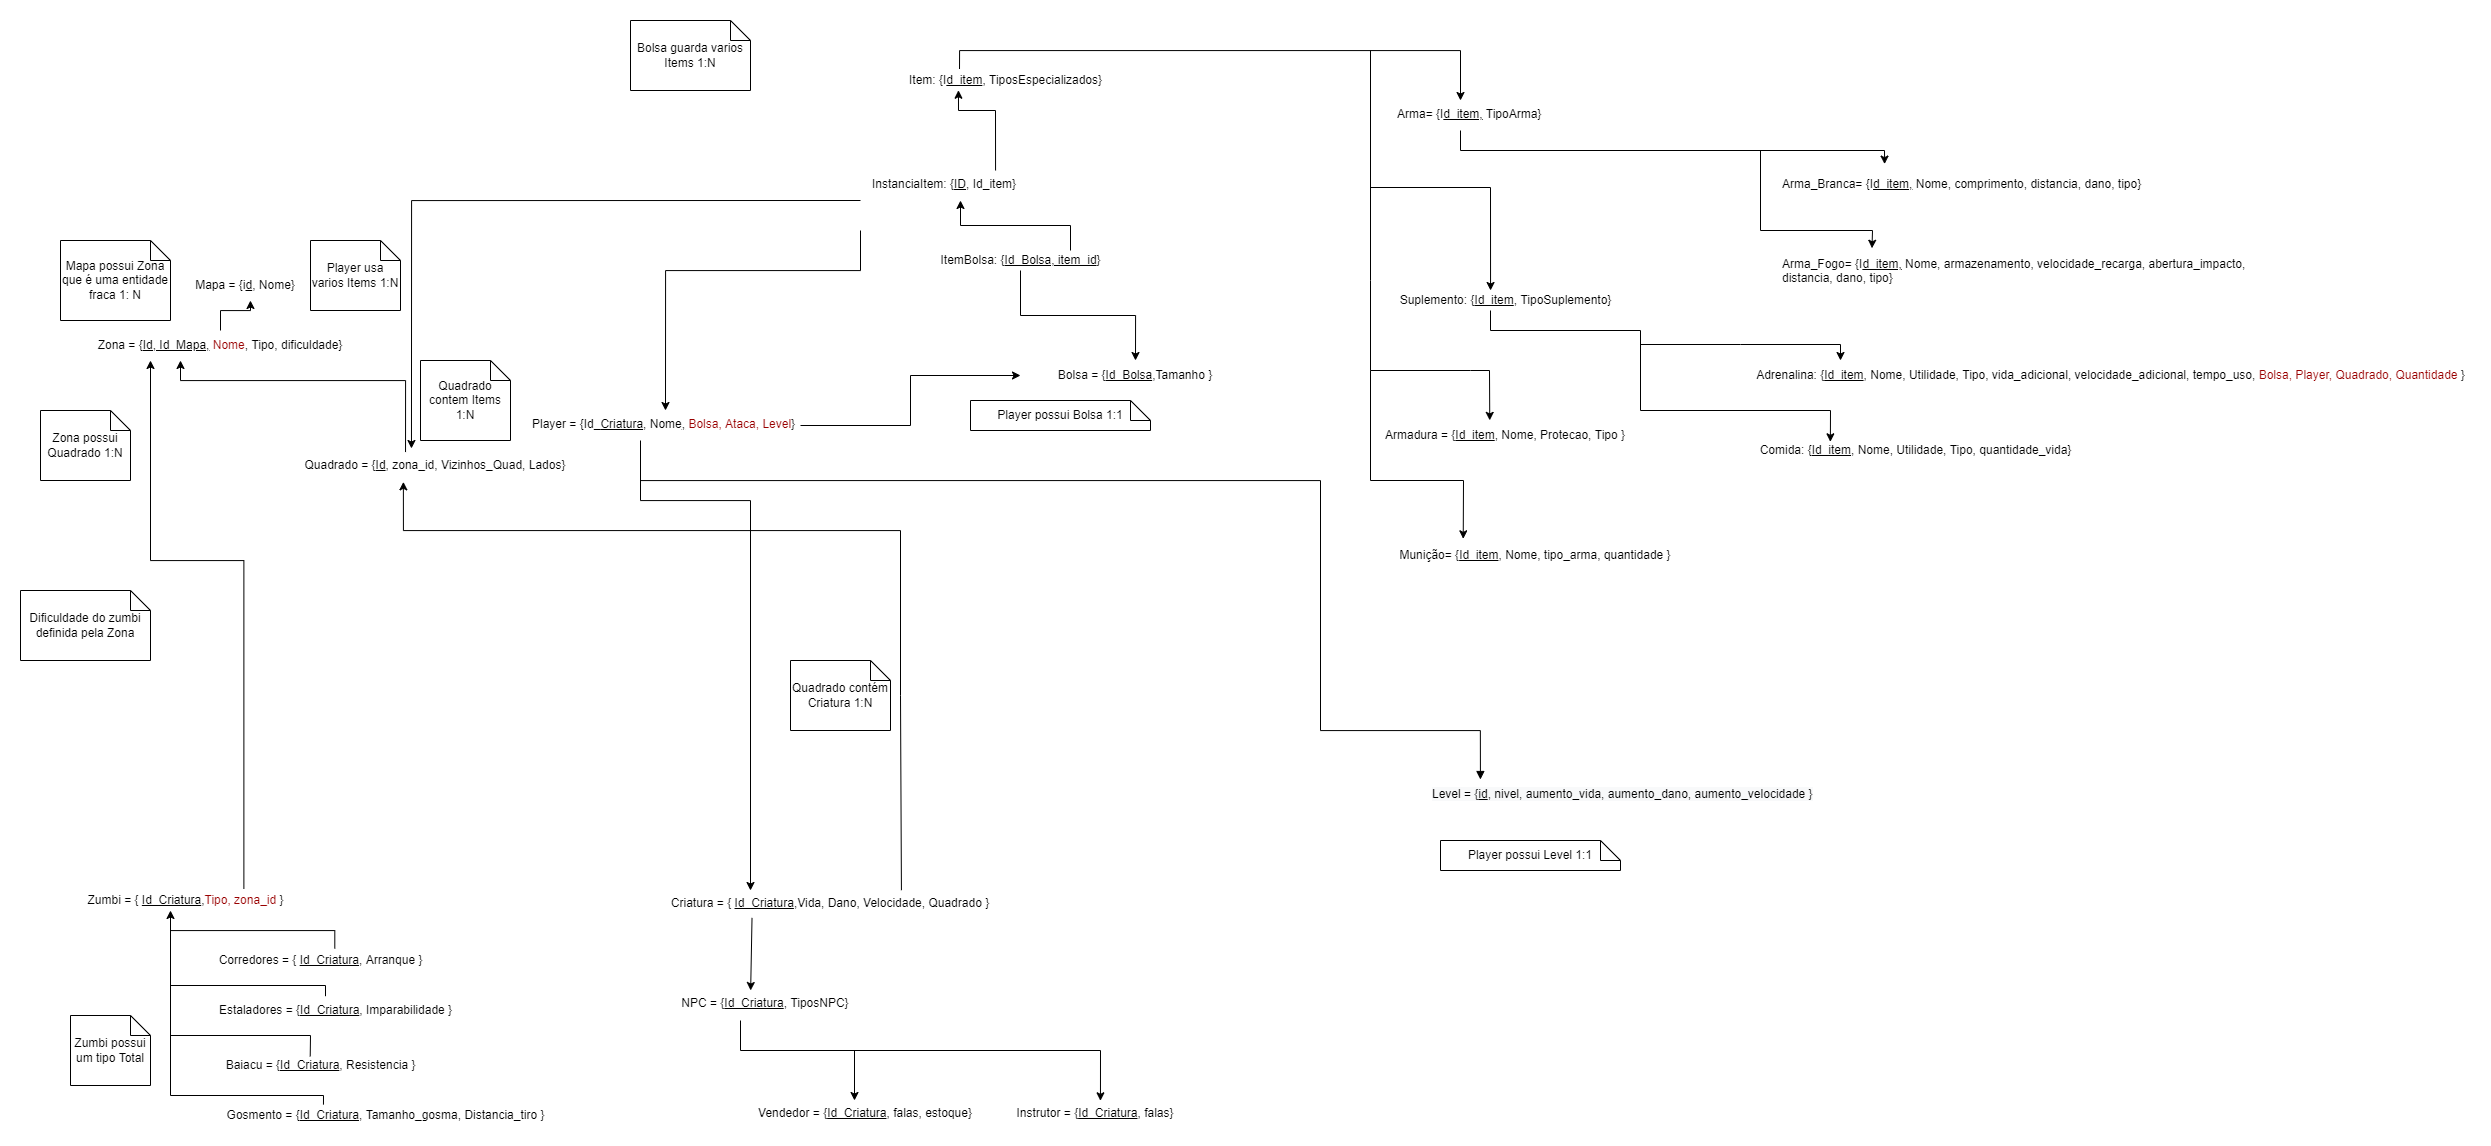 Bolsa guarda varios
Items 1:N
Item: {Id_item, TiposEspecializados}
Arma= {Id_item, TipoArma}
InstanciaItem: {ID, Id_item}
Arma_Branca= {Id_item, Nome, comprimento, distancia, dano, tipo}
ItemBolsa: {Id_Bolsa, item_id}
Arma_Fogo= {Id_item, Nome, armazenamento, velocidade_recarga, abertura_impacto,
distancia, dano, tipo}
Mapa possui Zona
que é uma entidade
fraca 1: N
Mapa = {id, Nome}
Player usa
varios Items 1:N
Suplemento: {Id_item, TipoSuplemento}
Zona = {Id, Id_Mapa, Nome, Tipo, dificuldade}
Quadrado
contem Items
1:N
Bolsa = {Id_Bolsa,Tamanho }
Adrenalina: {Id_item, Nome, Utilidade, Tipo, vida_adicional, velocidade_adicional, tempo_uso, Bolsa, Player, Quadrado, Quantidade }
Player possui Bolsa 1:1
Player = {Id_Criatura, Nome, Bolsa, Ataca, Level}
Armadura = {Id_item, Nome, Protecao, Tipo }
Zona possui
Quadrado 1:N
Comida: {Id_item, Nome, Utilidade, Tipo, quantidade_vida}
Quadrado = {Id, zona_id, Vizinhos_Quad, Lados}
Munição= {Id_item, Nome, tipo_arma, quantidade }
Dificuldade do zumbi
definida pela Zona
Quadrado contém
Criatura 1:N
Level = {id, nivel, aumento_vida, aumento_dano, aumento_velocidade }
Player possui Level 1:1
Zumbi = { Id_Criatura,Tipo, zona_id }
Criatura = { Id_Criatura,Vida, Dano, Velocidade, Quadrado }
Corredores = { Id_Criatura, Arranque }
NPC = {Id_Criatura, TiposNPC}
Estaladores = {Id_Criatura, Imparabilidade }
Zumbi possui
um tipo Total
Baiacu = {Id_Criatura, Resistencia }
Gosmento = {Id_Criatura, Tamanho_gosma, Distancia_tiro }
Vendedor = {Id_Criatura, falas, estoque}
Instrutor = {Id_Criatura, falas}